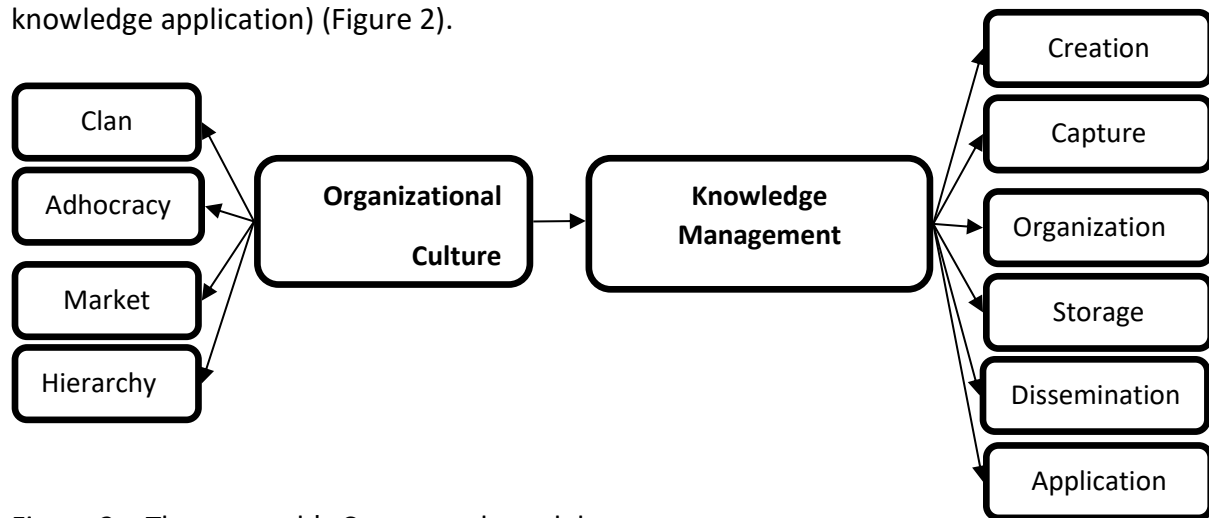 knowledge application) (Figure 2).
Clan
Adhocracy
Market
Hierarchy
Organizational
Culture
Knowledge
Management
Creation
Capture
Organization
Storage
Dissemination
Application